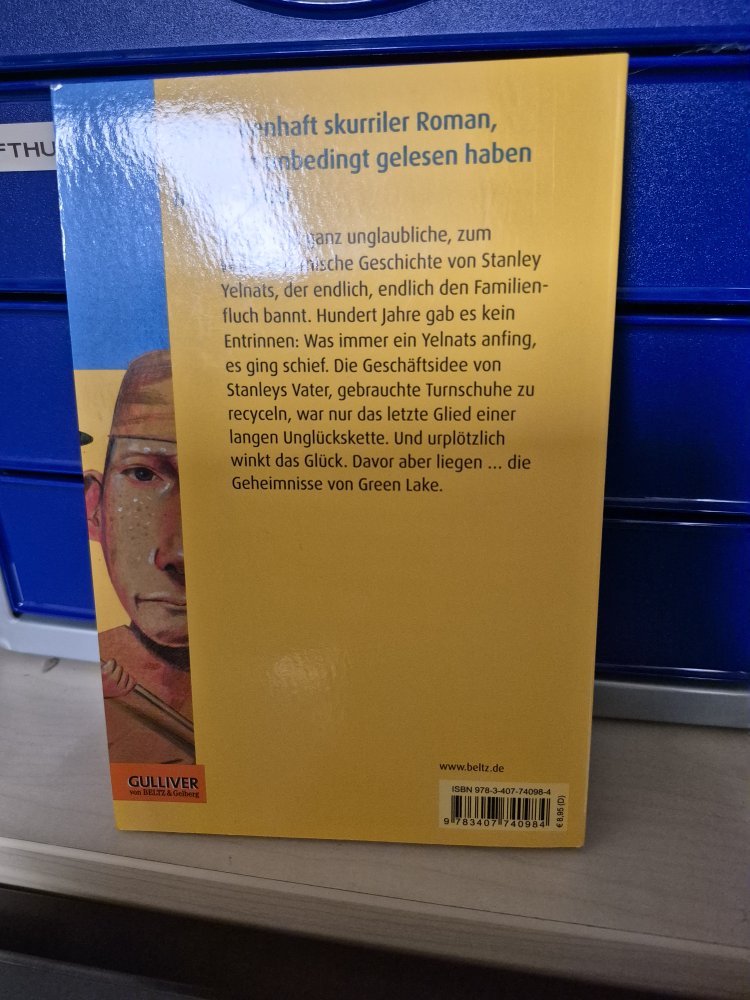 FTHU
enhaft skurriler Roman,
unbedingt gelesen haben
ganz unglaubliche, zum
ische Geschichte von Stanley
Yelnats, der endlich, endlich den Familien-
fluch bannt. Hundert Jahre gab es kein
Entrinnen: Was immer ein Yelnats anfing,
es ging schief. Die Geschäftsidee von
Stanleys Vater, gebrauchte Turnschuhe zu
recyceln, war nur das letzte Glied einer
langen Unglückskette. Und urplötzlich
winkt das Glück. Davor aber liegen ... die
Geheimnisse von Green Lake.
www.beltz.de
GULLIVER
von BELTZ & Gelberg
ISBN 978-3-407-74098-4
9 783407 740984
€ 8,95 (D)